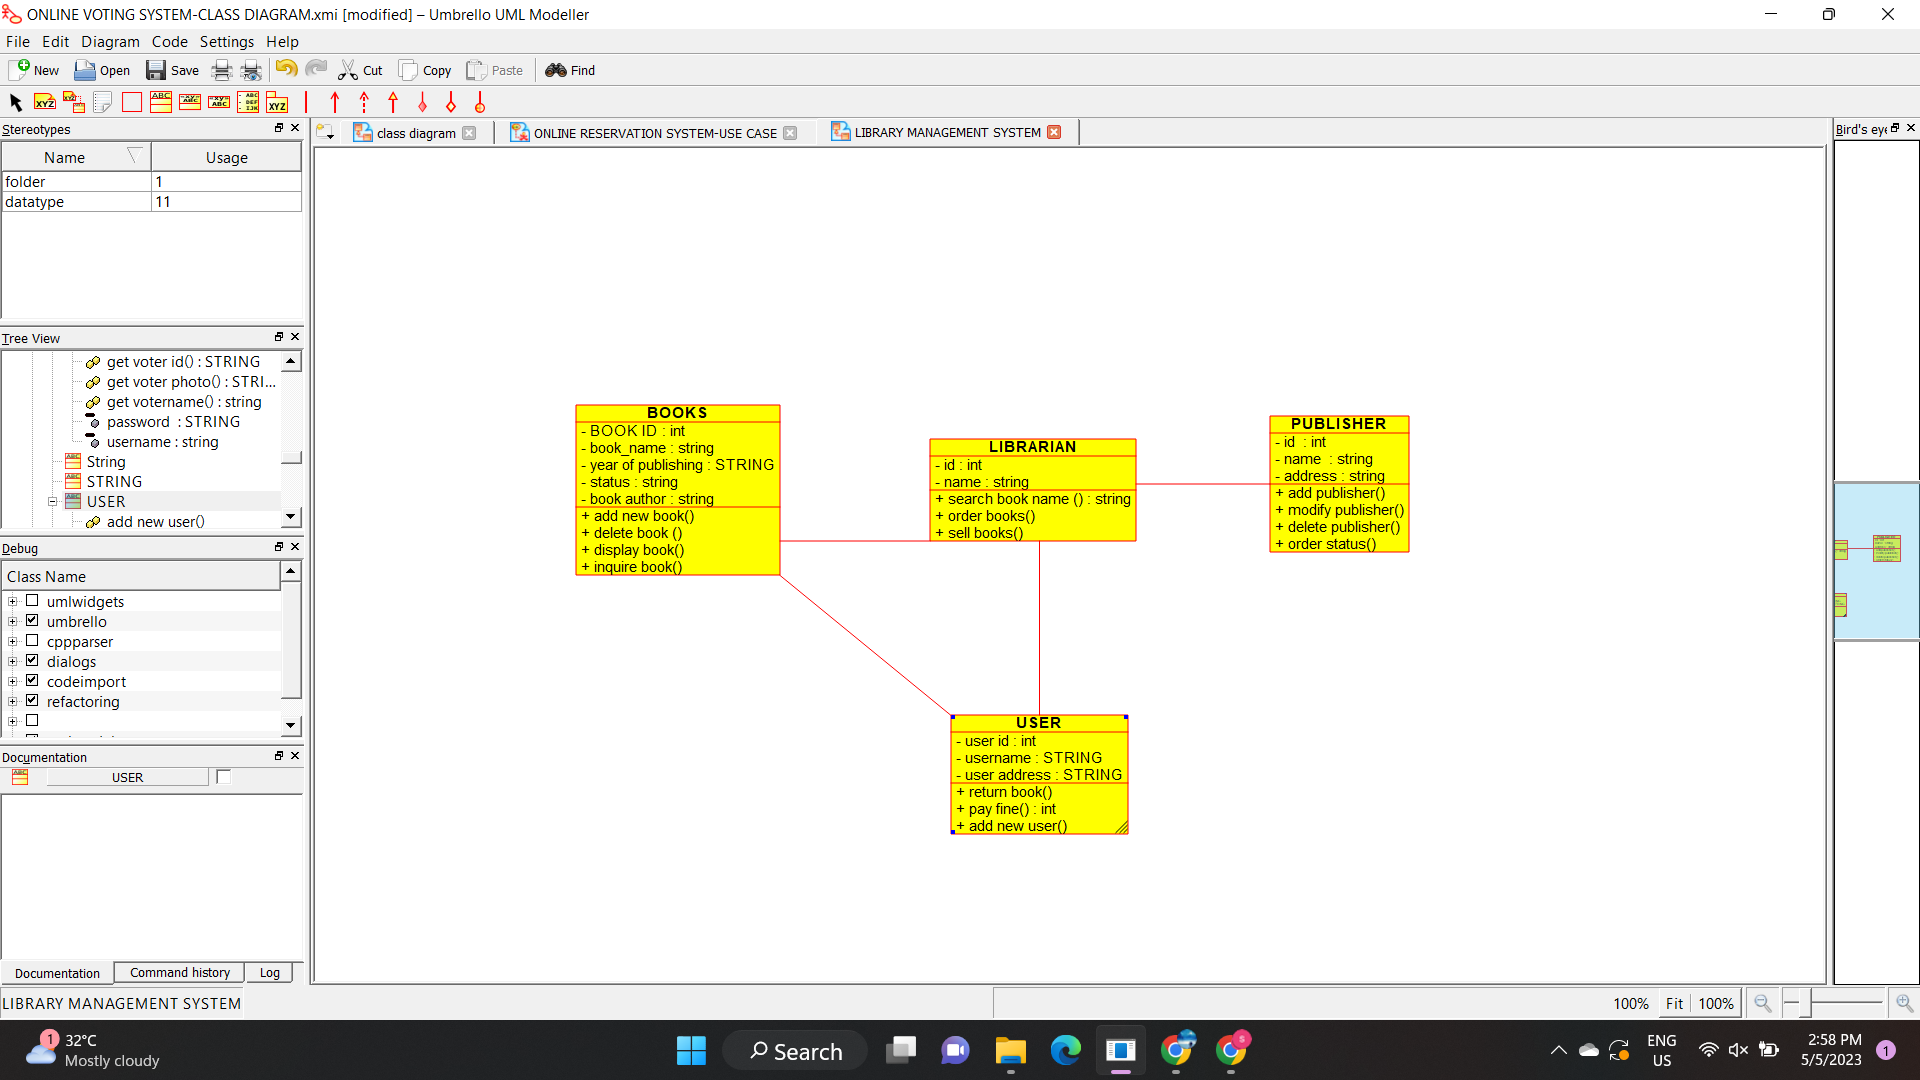 ONLINE VOTING SYSTEM-CLASS DIAGRAM.xmi [modified] – Umbrello UML Modeller
File Edit Diagram Code Settings Help
New Open Save Cut Copy Paste Find
Stereotypes
Name Usage
folder 1
datatype 11
Tree View
get voter id() : STRING
get voter photo() : STRI...
get votername() : string
password : STRING
username : string
String
STRING
USER
add new user()
Debug
Class Name
umlwidgets
umbrello
cppparser
dialogs
codeimport
refactoring
Documentation
USER
Documentation Command history Log
LIBRARY MANAGEMENT SYSTEM
class diagram
ONLINE RESERVATION SYSTEM-USE CASE
LIBRARY MANAGEMENT SYSTEM
BOOKS
- BOOK ID : int
- book_name : string
- year of publishing : STRING
- status : string
- book author : string
+ add new book()
+ delete book ()
+ display book()
+ inquire book()
LIBRARIAN
- id : int
- name : string
+ search book name () : string
+ order books()
+ sell books()
PUBLISHER
- id : int
- name : string
- address : string
+ add publisher()
+ modify publisher()
+ delete publisher()
+ order status()
USER
- user id : int
- username : STRING
- user address : STRING
+ return book()
+ pay fine() : int
+ add new user()
Bird's eye
100% Fit 100%
1
32°C
Mostly cloudy
Search
ENG
US
2:58 PM
5/5/2023
1